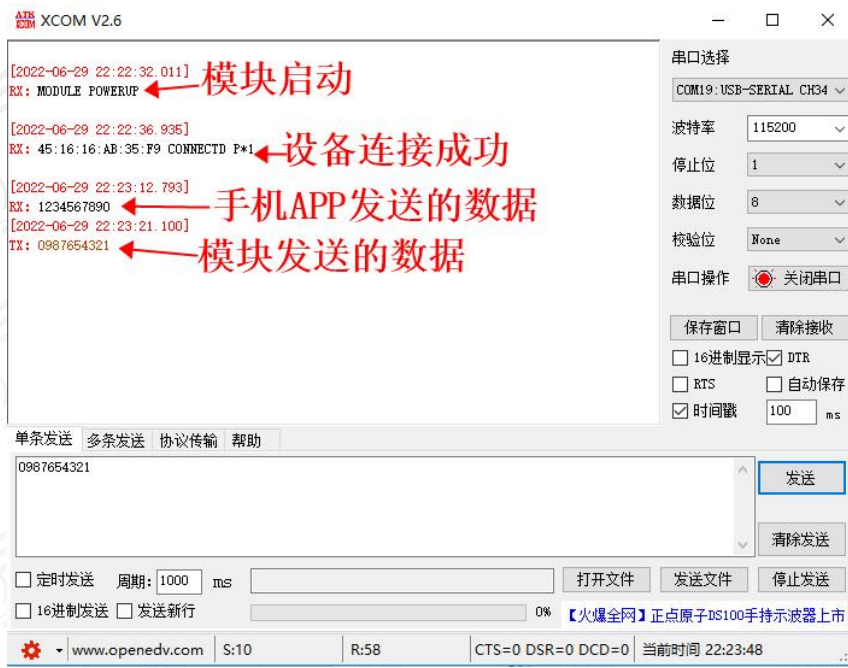 ATK
COM XCOM V2.6
[2022-06-29 22:22:32.011]
RX: MODULE POWERUP
模块启动
[2022-06-29 22:22:36.935]
RX: 45:16:16:AB:35:F9 CONNECTD P*1
设备连接成功
[2022-06-29 22:23:12.793]
RX: 1234567890
手机APP发送的数据
[2022-06-29 22:23:21.100]
TX: 0987654321
模块发送的数据
串口选择
COM19:USB-SERIAL CH34
波特率 115200
停止位 1
数据位 8
校验位 None
串口操作 关闭串口
保存窗口 清除接收
16进制显示 DTR
RTS 自动保存
时间戳 100 ms
单条发送 多条发送 协议传输 帮助
0987654321
发送
清除发送
定时发送 周期: 1000 ms 打开文件 发送文件 停止发送
16进制发送 发送新行 0% 【火爆全网】正点原子DS100手持示波器上市
www.openedv.com S:10 R:58 CTS=0 DSR=0 DCD=0 当前时间 22:23:48